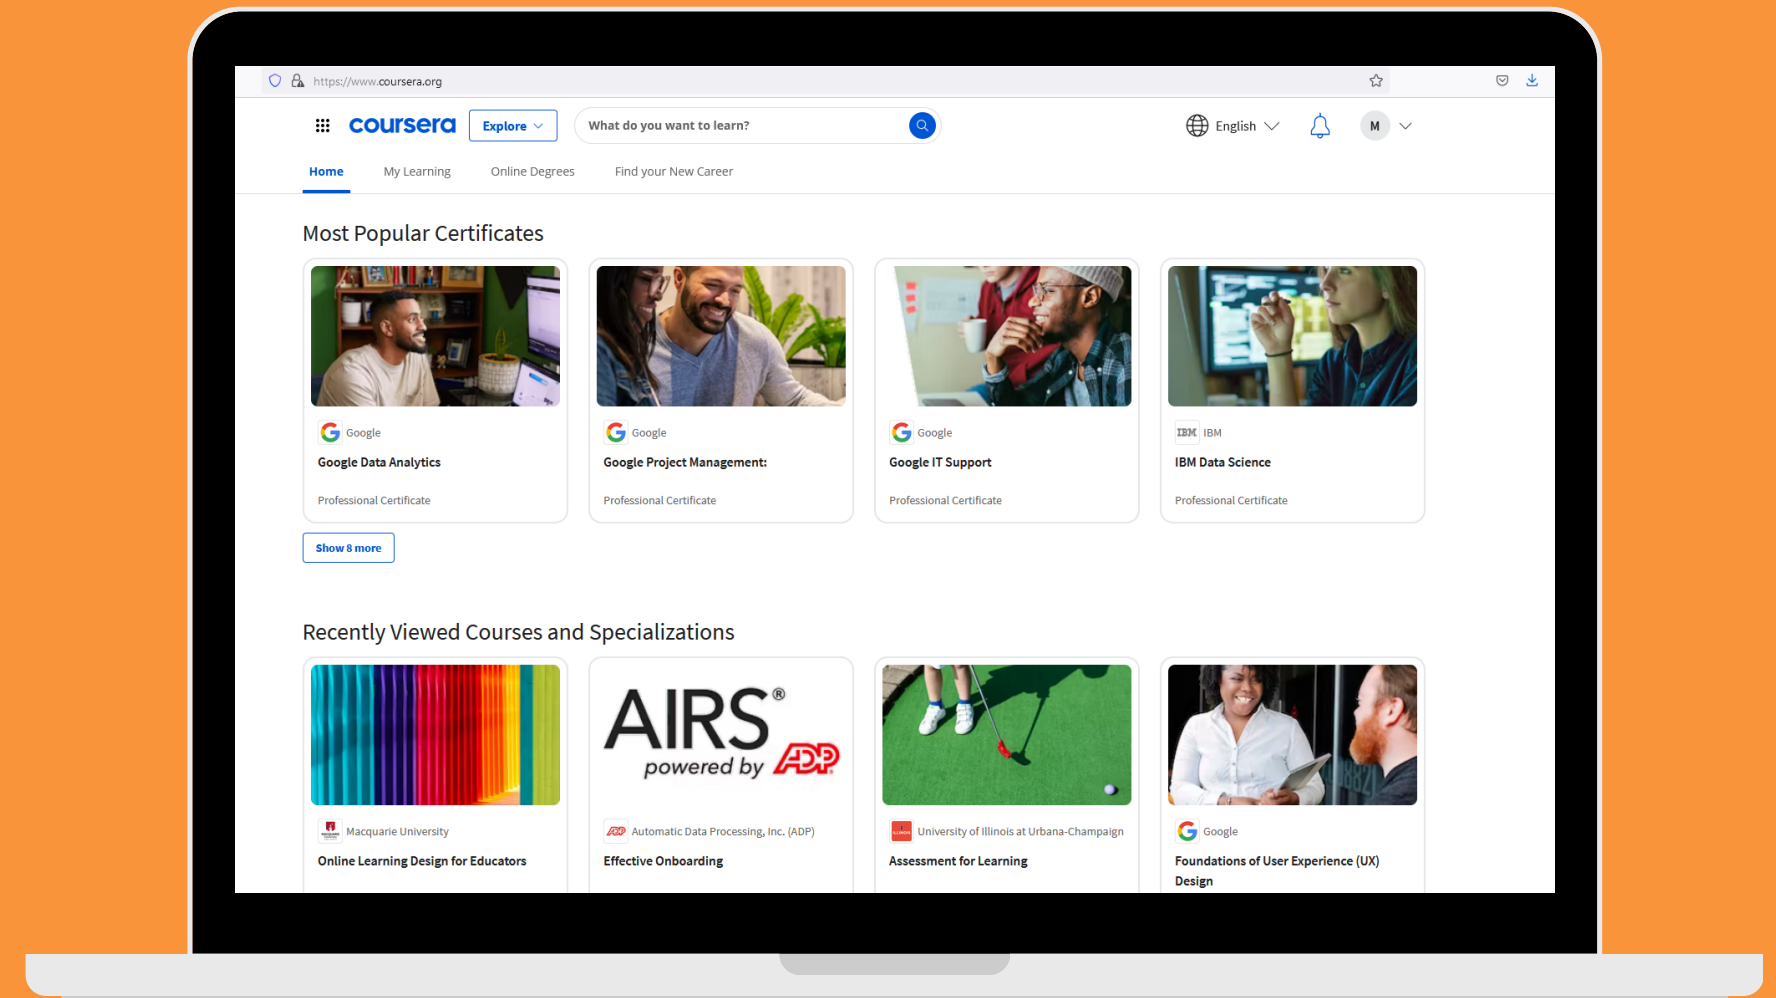 https://www.coursera.org
coursera
Explore
What do you want to learn?
English
M
Home
My Learning
Online Degrees
Find your New Career
Most Popular Certificates
Google
Google Data Analytics
Professional Certificate
Google
Google Project Management:
Professional Certificate
Google
Google IT Support
Professional Certificate
IBM IBM
IBM Data Science
Professional Certificate
Show 8 more
Recently Viewed Courses and Specializations
Macquarie University
Online Learning Design for Educators
AIRS®
powered by ADP
ADP Automatic Data Processing, Inc. (ADP)
Effective Onboarding
ILLINOIS University of Illinois at Urbana-Champaign
Assessment for Learning
Google
Foundations of User Experience (UX)
Design